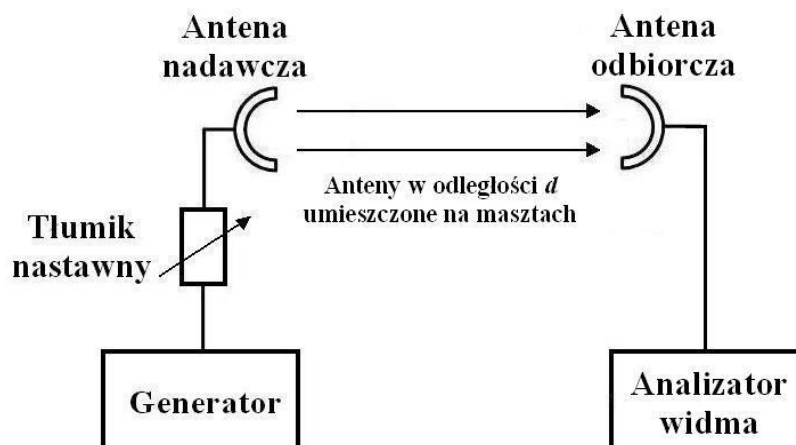 Antena
nadawcza
Antena
odbiorcza
Anteny w odległości d
umieszczone na masztach
Tłumik
nastawny
Generator
Analizator
widma